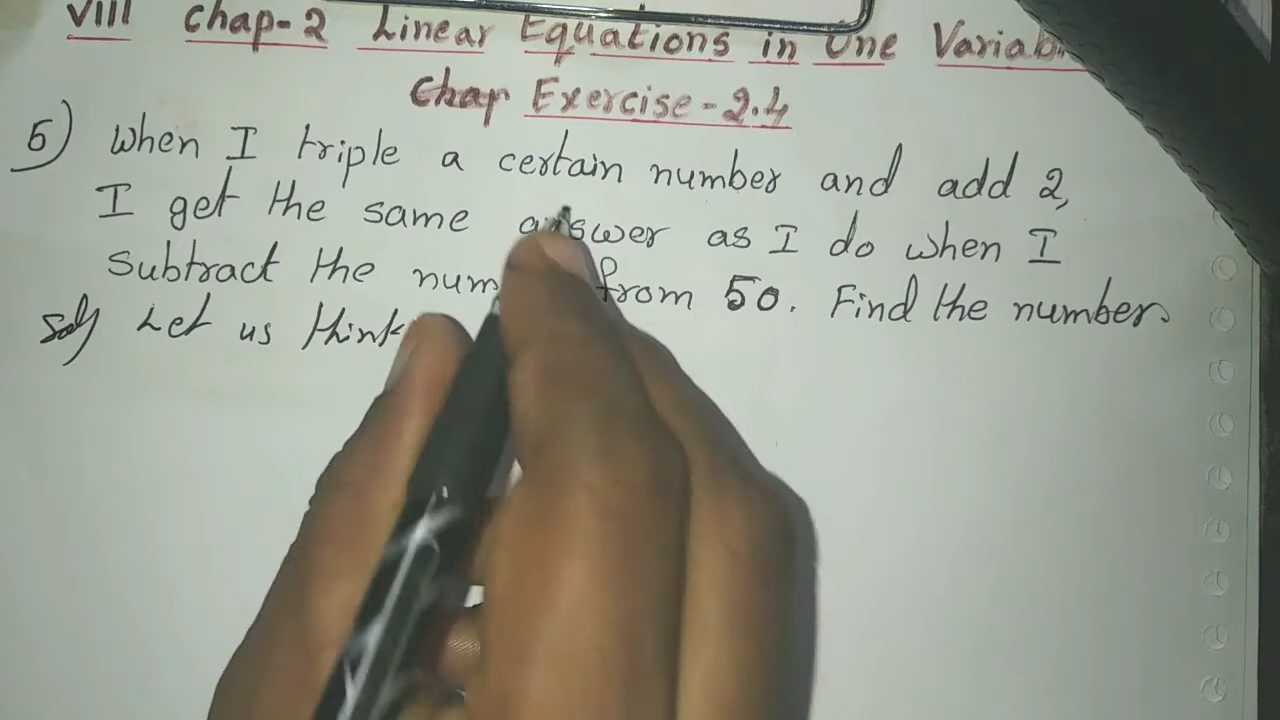 VIII Chap-2 Linear Equations in One
Chap Exercise-2.4
5) When I triple a certain number and add 2,
I get the same answer as I do when I
subtract the from 50. Find the number.
Let us think